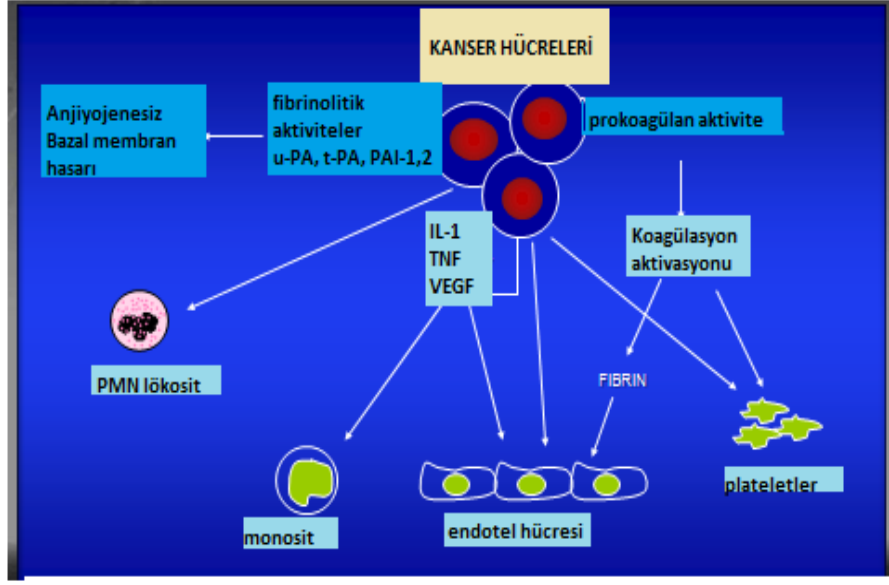 KANSER HÜCRELERİ
Anjiyojenesiz
Bazal membran
hasarı
fibrinolitik
aktiviteler
u-PA, t-PA, PAI-1,2
prokoagülan aktivite
IL-1
TNF
VEGF
Koagülasyon
aktivasyonu
PMN lökosit
FIBRIN
plateletler
monosit
endotel hücresi